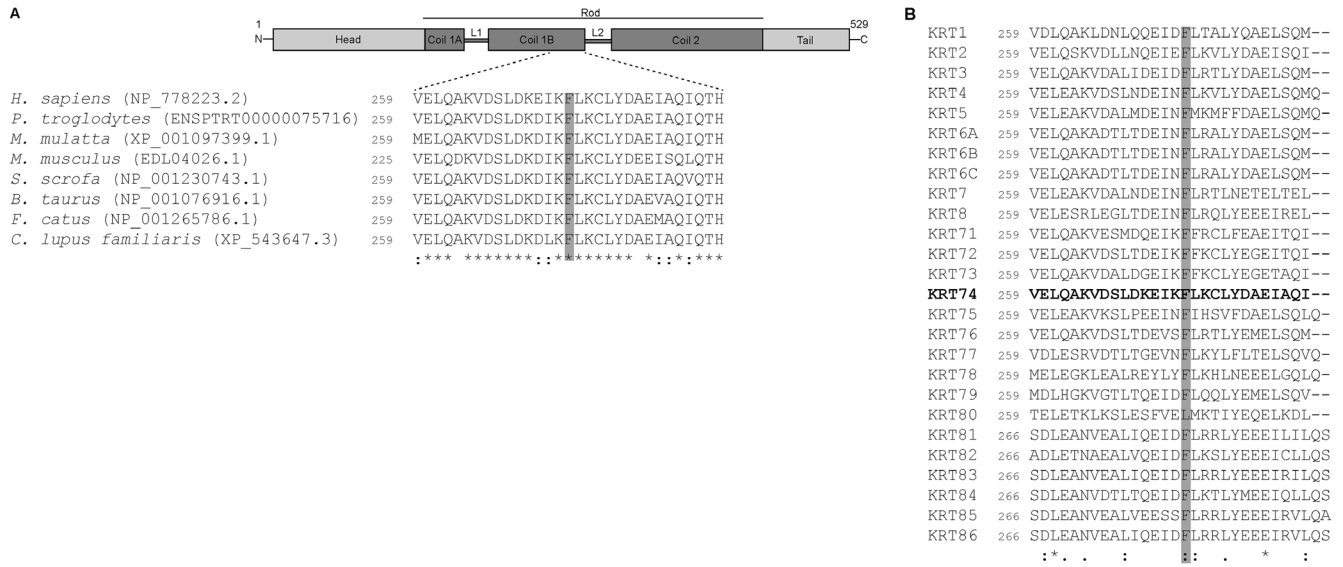 A
Rod
1
529
N
Head
Coil 1A
L1
Coil 1B
L2
Coil 2
Tail
C
H. sapiens (NP_778223.2) 259 VELQAKVDSLDKEIKFLKCLYDAEIAQIQTH
P. troglodytes (ENSPTRT00000075716) 259 VELQAKVDSLDKEIKFLKCLYDAEIAQIQTH
M. mulatta (XP_001097399.1) 259 MELQAKVDSLDKEIKFLKCLYDAEIAQIQTH
M. musculus (EDL04026.1) 225 VELQDKVDSLDKEIKFLKCLYDEEISQLQTH
S. scrofa (NP_001230743.1) 259 VELQAKVDSLDKEIKFLKCLYDAEIAQVQTH
B. taurus (NP_001076916.1) 259 VELQAKVDSLDKDIKFLKCLYDAEVAQIQTH
F. catus (NP_001265786.1) 259 VELQAKVDSLDKDIKFLKCLYDAEMAQIQTH
C. lupus familiaris (XP_543647.3) 259 VELQAKVDSLDKDLKFLKCLYDAEIAQIQTH
:*** *******::********* *::*:***
B
KRT1 259 VDLQAKLDNLQQEIDFLTALYQAELSQM--
KRT2 259 VELQSKVDLLNQEIEFLKVLYDAEISQI--
KRT3 259 VELQAKVDALIDEIDFLRTLYDAELSQM--
KRT4 259 VELQAKVDSLNDEINFLKVLYDAELSQMQ-
KRT5 259 VELEAKVDALMDEINFMKMFFDAELSQ---
KRT6A 259 VELQAKADTLTDEINFLRALYDAELSQM--
KRT6B 259 VELQAKADTLTDEINFLRALYDAELSQM--
KRT6C 259 VELQAKADTLTDEINFLRALYDAELSQM--
KRT7 259 VELEAKVDALNDEINFLRTLNETELTEL--
KRT8 259 VELESRLEGLTDEINFLRQLYEEEIREL--
KRT71 259 VELQAKVESMDQEIKFFRCLFEAEITQI--
KRT72 259 VELQAKVDSLTDEIKFFKCLYEGEITQI--
KRT73 259 VELQAKVDALDGEIKFFKCLYEGETAQI--
KRT74 259 VELQAKVDSLDKEIKFLKCLYDAEIAQI--
KRT75 259 VELEAKVKSLPEEINFIHSVFDAELSQLQ-
KRT76 259 VELQAKVDSLTDEVSFLRTLYEMELSQM--
KRT77 259 VDLESRVDTLTGEVNFLKYLFLTELSQVQ-
KRT78 259 MELEGKLEALREYLYFLKHLNEEELGQLQ-
KRT79 259 MDLHGKVGTLTQEIDFLQQLYEMELSQV--
KRT80 259 TELETKLKSLESFVELMKTIYEQELKDL--
KRT81 266 SDLEANVEALIQEIDFLRRLYEEEILILQS
KRT82 266 ADLETNAEALVQEIDFLKSLYEEEICLLQS
KRT83 266 SDLEANVEALIQEIDFLRRLYEEEIRILQS
KRT84 266 SDLEANVDTLTQEIDFLKTLYMEEIQLLQS
KRT85 266 SDLEANVEALVEESSFLRRLYEEEIRVLQA
KRT86 266 SDLEANVEALIQEIDFLRRLYEEEIRVLQS
:*. . : :: . * :